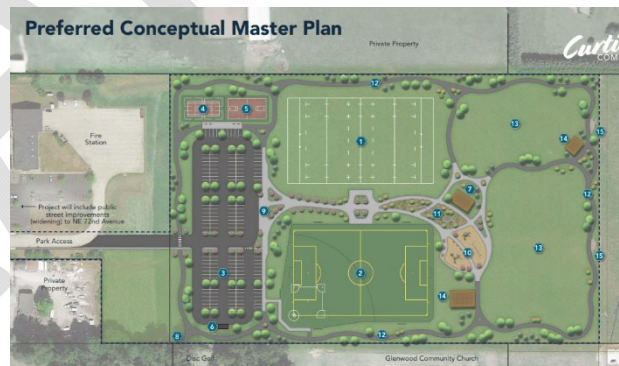 Preferred Conceptual Master Plan
Private Property
Curti
COM
12
4
5
13
1
14
15
Fire
Station
7
12
Project will include public
street improvements
(widening) to NE 72nd Avenue
9
11
Park Access
10
13
15
3
2
Private
Property
14
6
8
12
Disc Golf
Glenwood Community Church